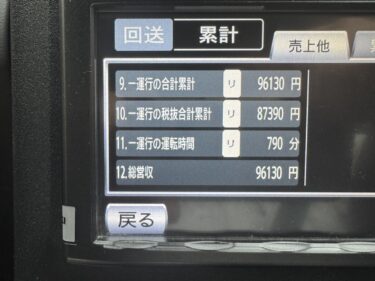 回送 累計
売上他
9.一運行の合計累計 リ 96130 円
10.一運行の税抜合計累計 リ 87390 円
11.一運行の運転時間 リ 790 分
12.総営収 96130 円
戻る